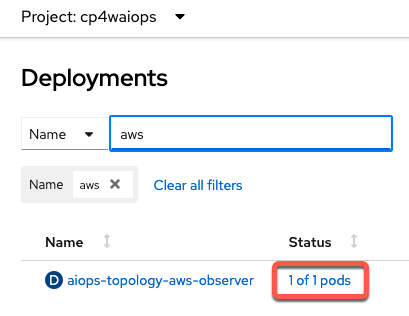 Project: cp4waiops
Deployments
Name aws
Name aws Clear all filters
Name Status
D aiops-topology-aws-observer 1 of 1 pods